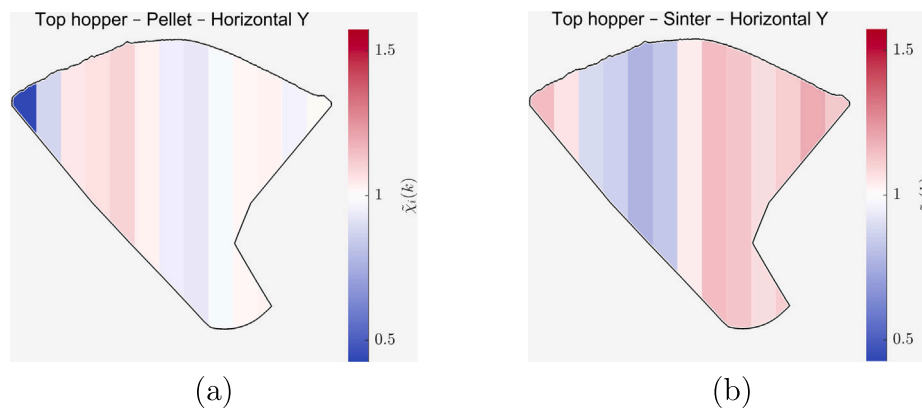 Top hopper – Pellet – Horizontal Y
1.5
1
0.5
χ̃ᵢ(k)
(a)
Top hopper – Sinter – Horizontal Y
1.5
1
0.5
(b)